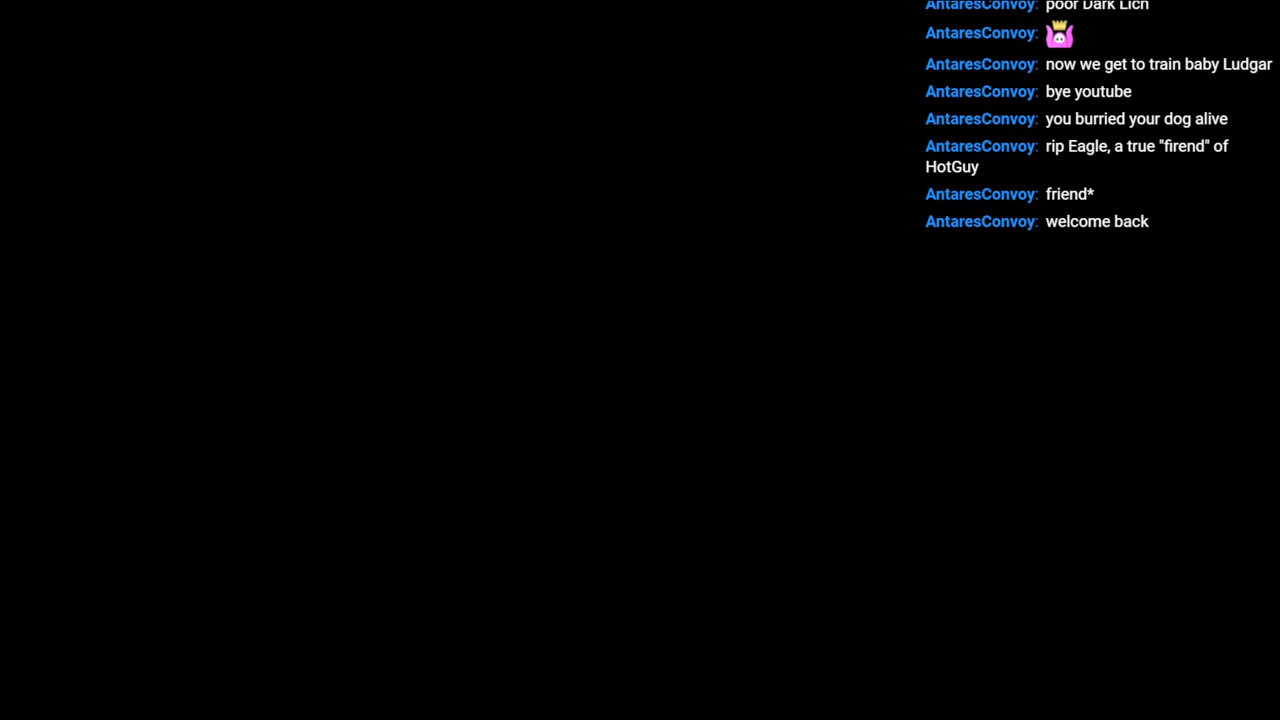 AntaresConvoy: poor Dark Lich
AntaresConvoy:
AntaresConvoy: now we get to train baby Ludgar
AntaresConvoy: bye youtube
AntaresConvoy: you burried your dog alive
AntaresConvoy: rip Eagle, a true "firend" of
HotGuy
AntaresConvoy: friend*
AntaresConvoy: welcome back